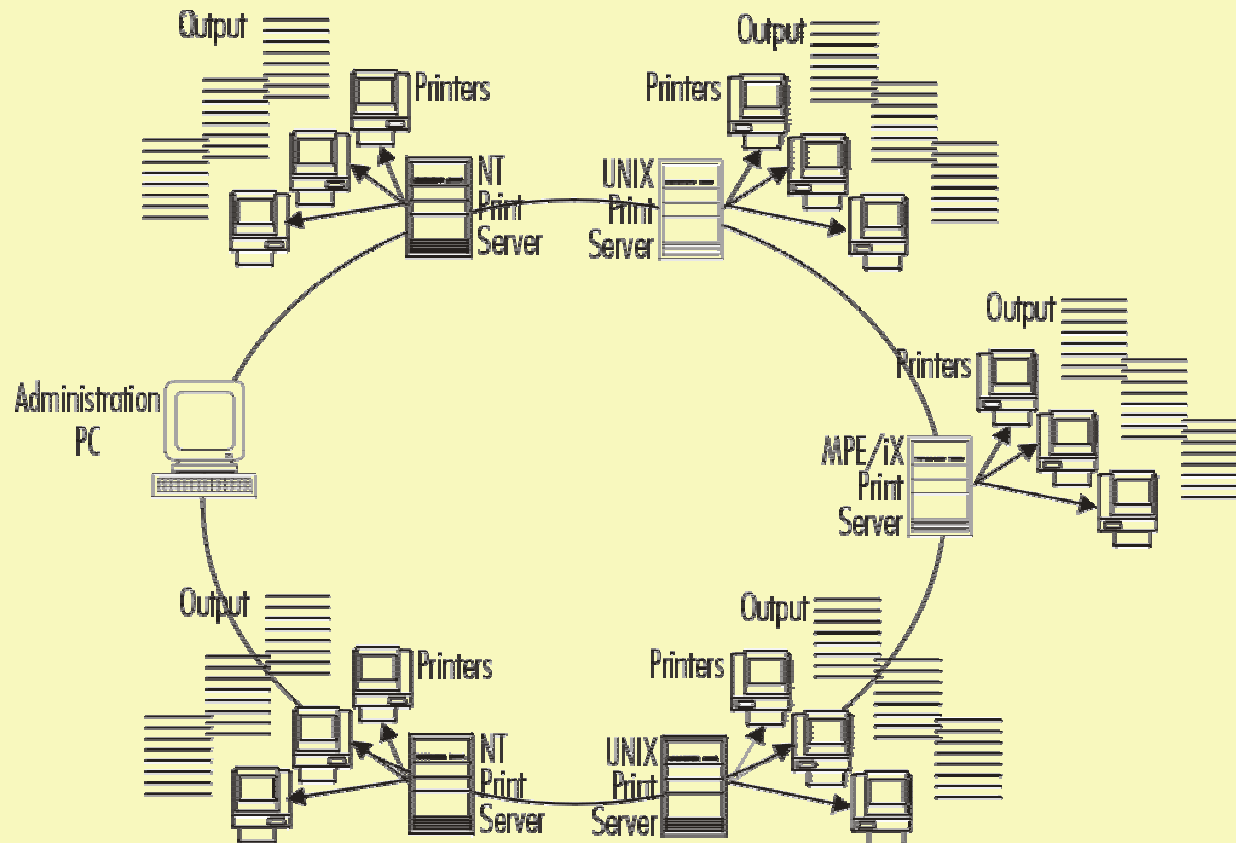 Output
Printers
NT
Print
Server
Output
Printers
UNIX
Print
Server
Output
Printers
MPE/iX
Print
Server
Administration
PC
Output
Printers
NT
Print
Server
Output
Printers
UNIX
Print
Server